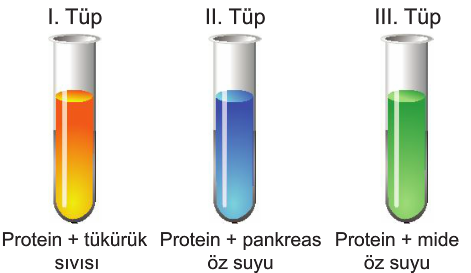 I. Tüp
II. Tüp
III. Tüp
Protein + tükürük
sıvısı
Protein + pankreas
öz suyu
Protein + mide
öz suyu